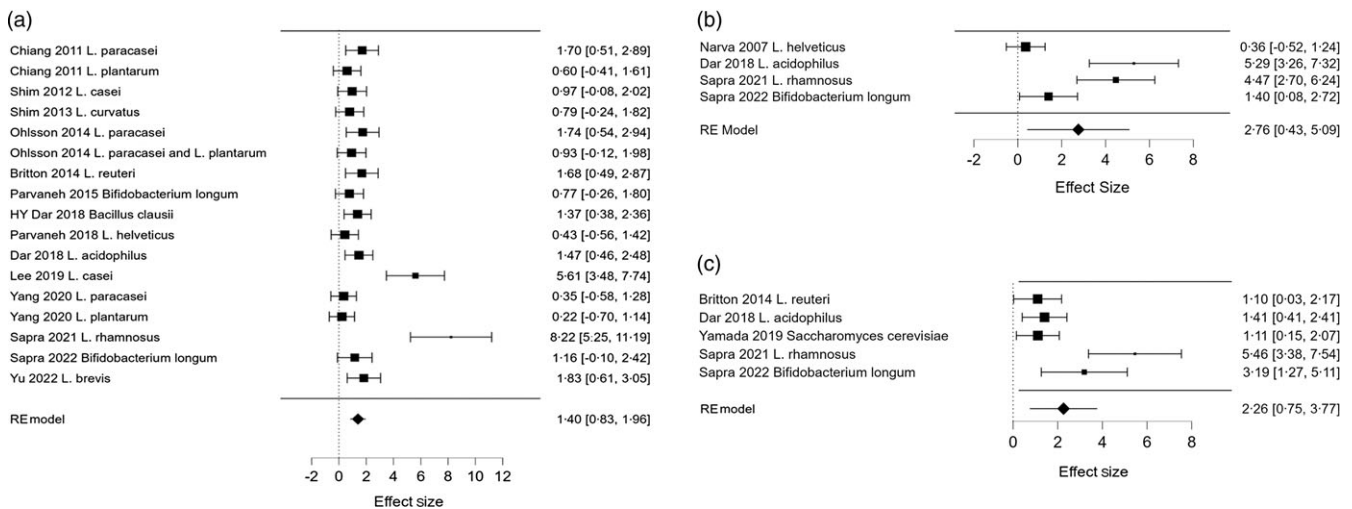 (a)
Chiang 2011 L. paracasei 1·70 [0·51, 2·89]
Chiang 2011 L. plantarum 0·60 [-0·41, 1·61]
Shim 2012 L. casei 0·97 [-0·08, 2·02]
Shim 2013 L. curvatus 0·79 [-0·24, 1·82]
Ohlsson 2014 L. paracasei 1·74 [0·54, 2·94]
Ohlsson 2014 L. paracasei and L. plantarum 0·93 [-0·12, 1·98]
Britton 2014 L. reuteri 1·68 [0·49, 2·87]
Parvaneh 2015 Bifidobacterium longum 0·77 [-0·26, 1·80]
HY Dar 2018 Bacillus clausii 1·37 [0·38, 2·36]
Parvaneh 2018 L. helveticus 0·43 [-0·56, 1·42]
Dar 2018 L. acidophilus 1·47 [0·46, 2·48]
Lee 2019 L. casei 5·61 [3·48, 7·74]
Yang 2020 L. paracasei 0·35 [-0·58, 1·28]
Yang 2020 L. plantarum 0·22 [-0·70, 1·14]
Sapra 2021 L. rhamnosus 8·22 [5·25, 11·19]
Sapra 2022 Bifidobacterium longum 1·16 [-0·10, 2·42]
Yu 2022 L. brevis 1·83 [0·61, 3·05]
RE model 1·40 [0·83, 1·96]
-2 0 2 4 6 8 10 12
Effect size
(b)
Narva 2007 L. helveticus 0·36 [-0·52, 1·24]
Dar 2018 L. acidophilus 5·29 [3·26, 7·32]
Sapra 2021 L. rhamnosus 4·47 [2·70, 6·24]
Sapra 2022 Bifidobacterium longum 1·40 [0·08, 2·72]
RE Model 2·76 [0·43, 5·09]
-2 0 2 4 6 8
Effect Size
(c)
Britton 2014 L. reuteri 1·10 [0·03, 2·17]
Dar 2018 L. acidophilus 1·41 [0·41, 2·41]
Yamada 2019 Saccharomyces cerevisiae 1·11 [0·15, 2·07]
Sapra 2021 L. rhamnosus 5·46 [3·38, 7·54]
Sapra 2022 Bifidobacterium longum 3·19 [1·27, 5·11]
RE model 2·26 [0·75, 3·77]
0 2 4 6 8
Effect size